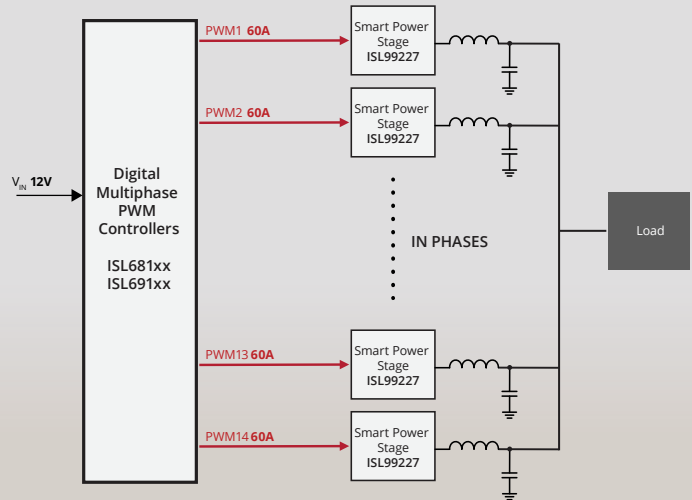 PWM1 60A
Smart Power
Stage
ISL99227
PWM2 60A
Smart Power
Stage
ISL99227
VIN 12V
Digital
Multiphase
PWM
Controllers
ISL681xx
ISL691xx
IN PHASES
Load
PWM13 60A
Smart Power
Stage
ISL99227
PWM14 60A
Smart Power
Stage
ISL99227